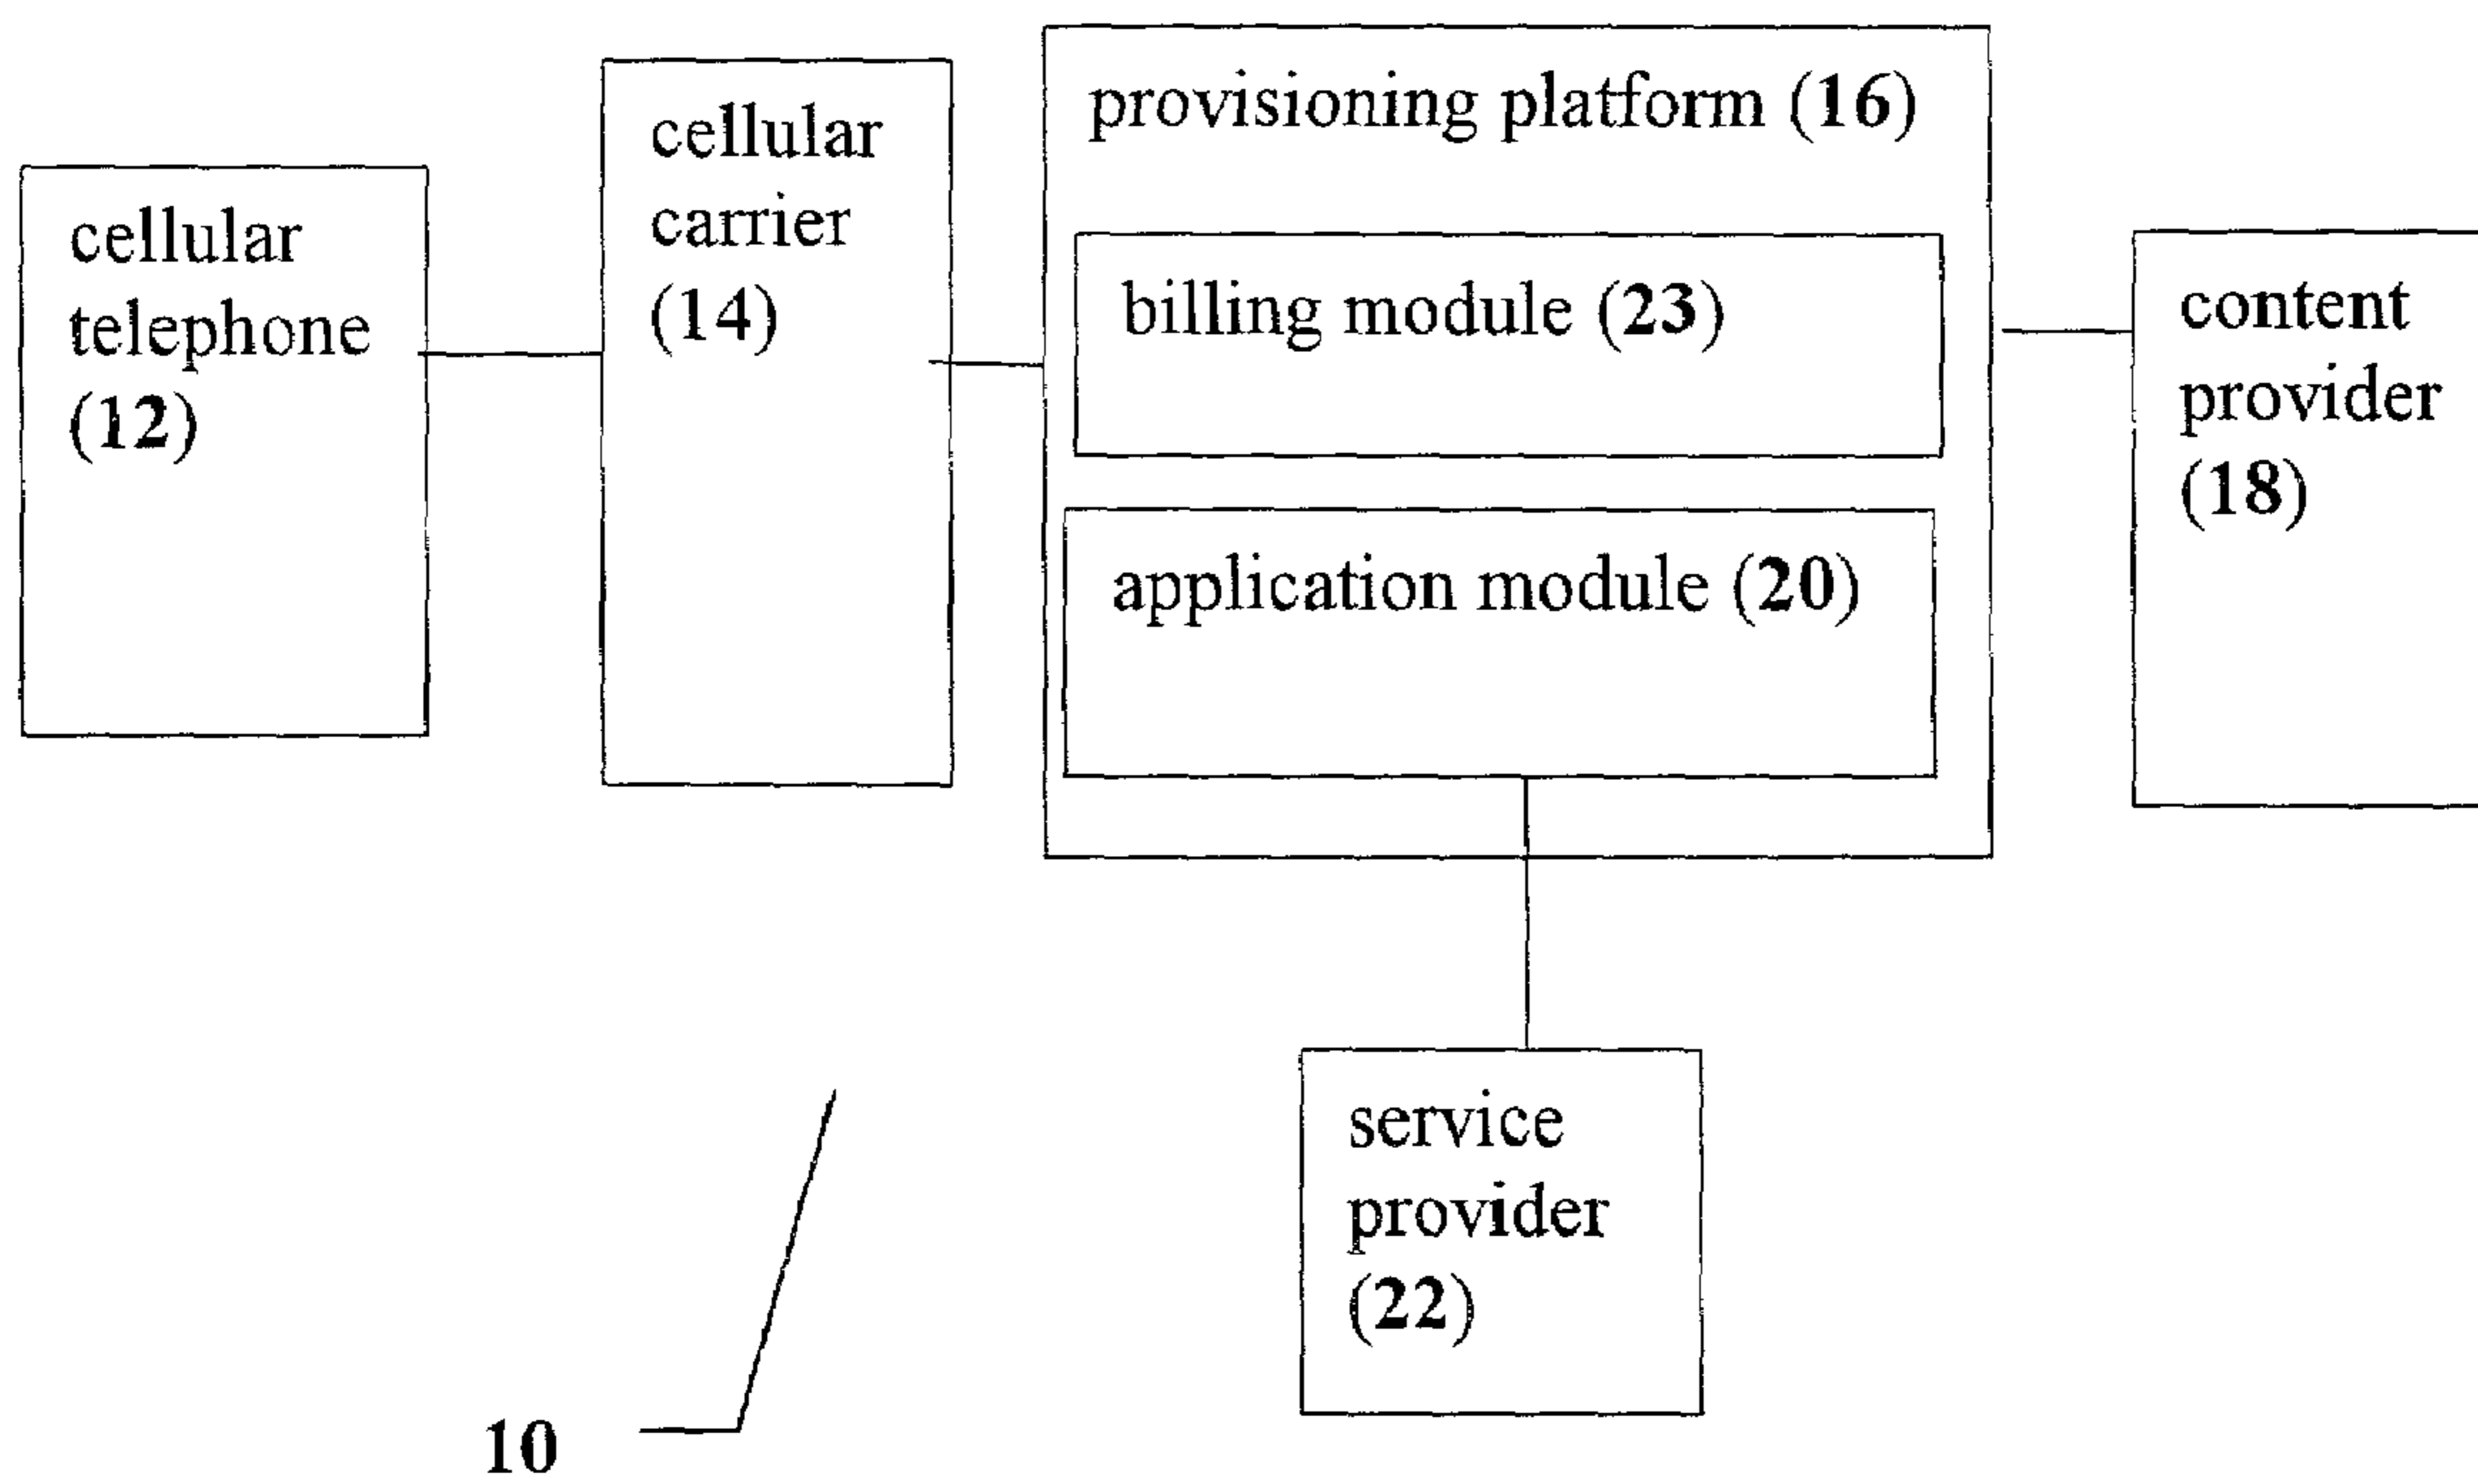 cellular
telephone
(12)
cellular
carrier
(14)
provisioning platform (16)
billing module (23)
application module (20)
content
provider
(18)
service
provider
(22)
10